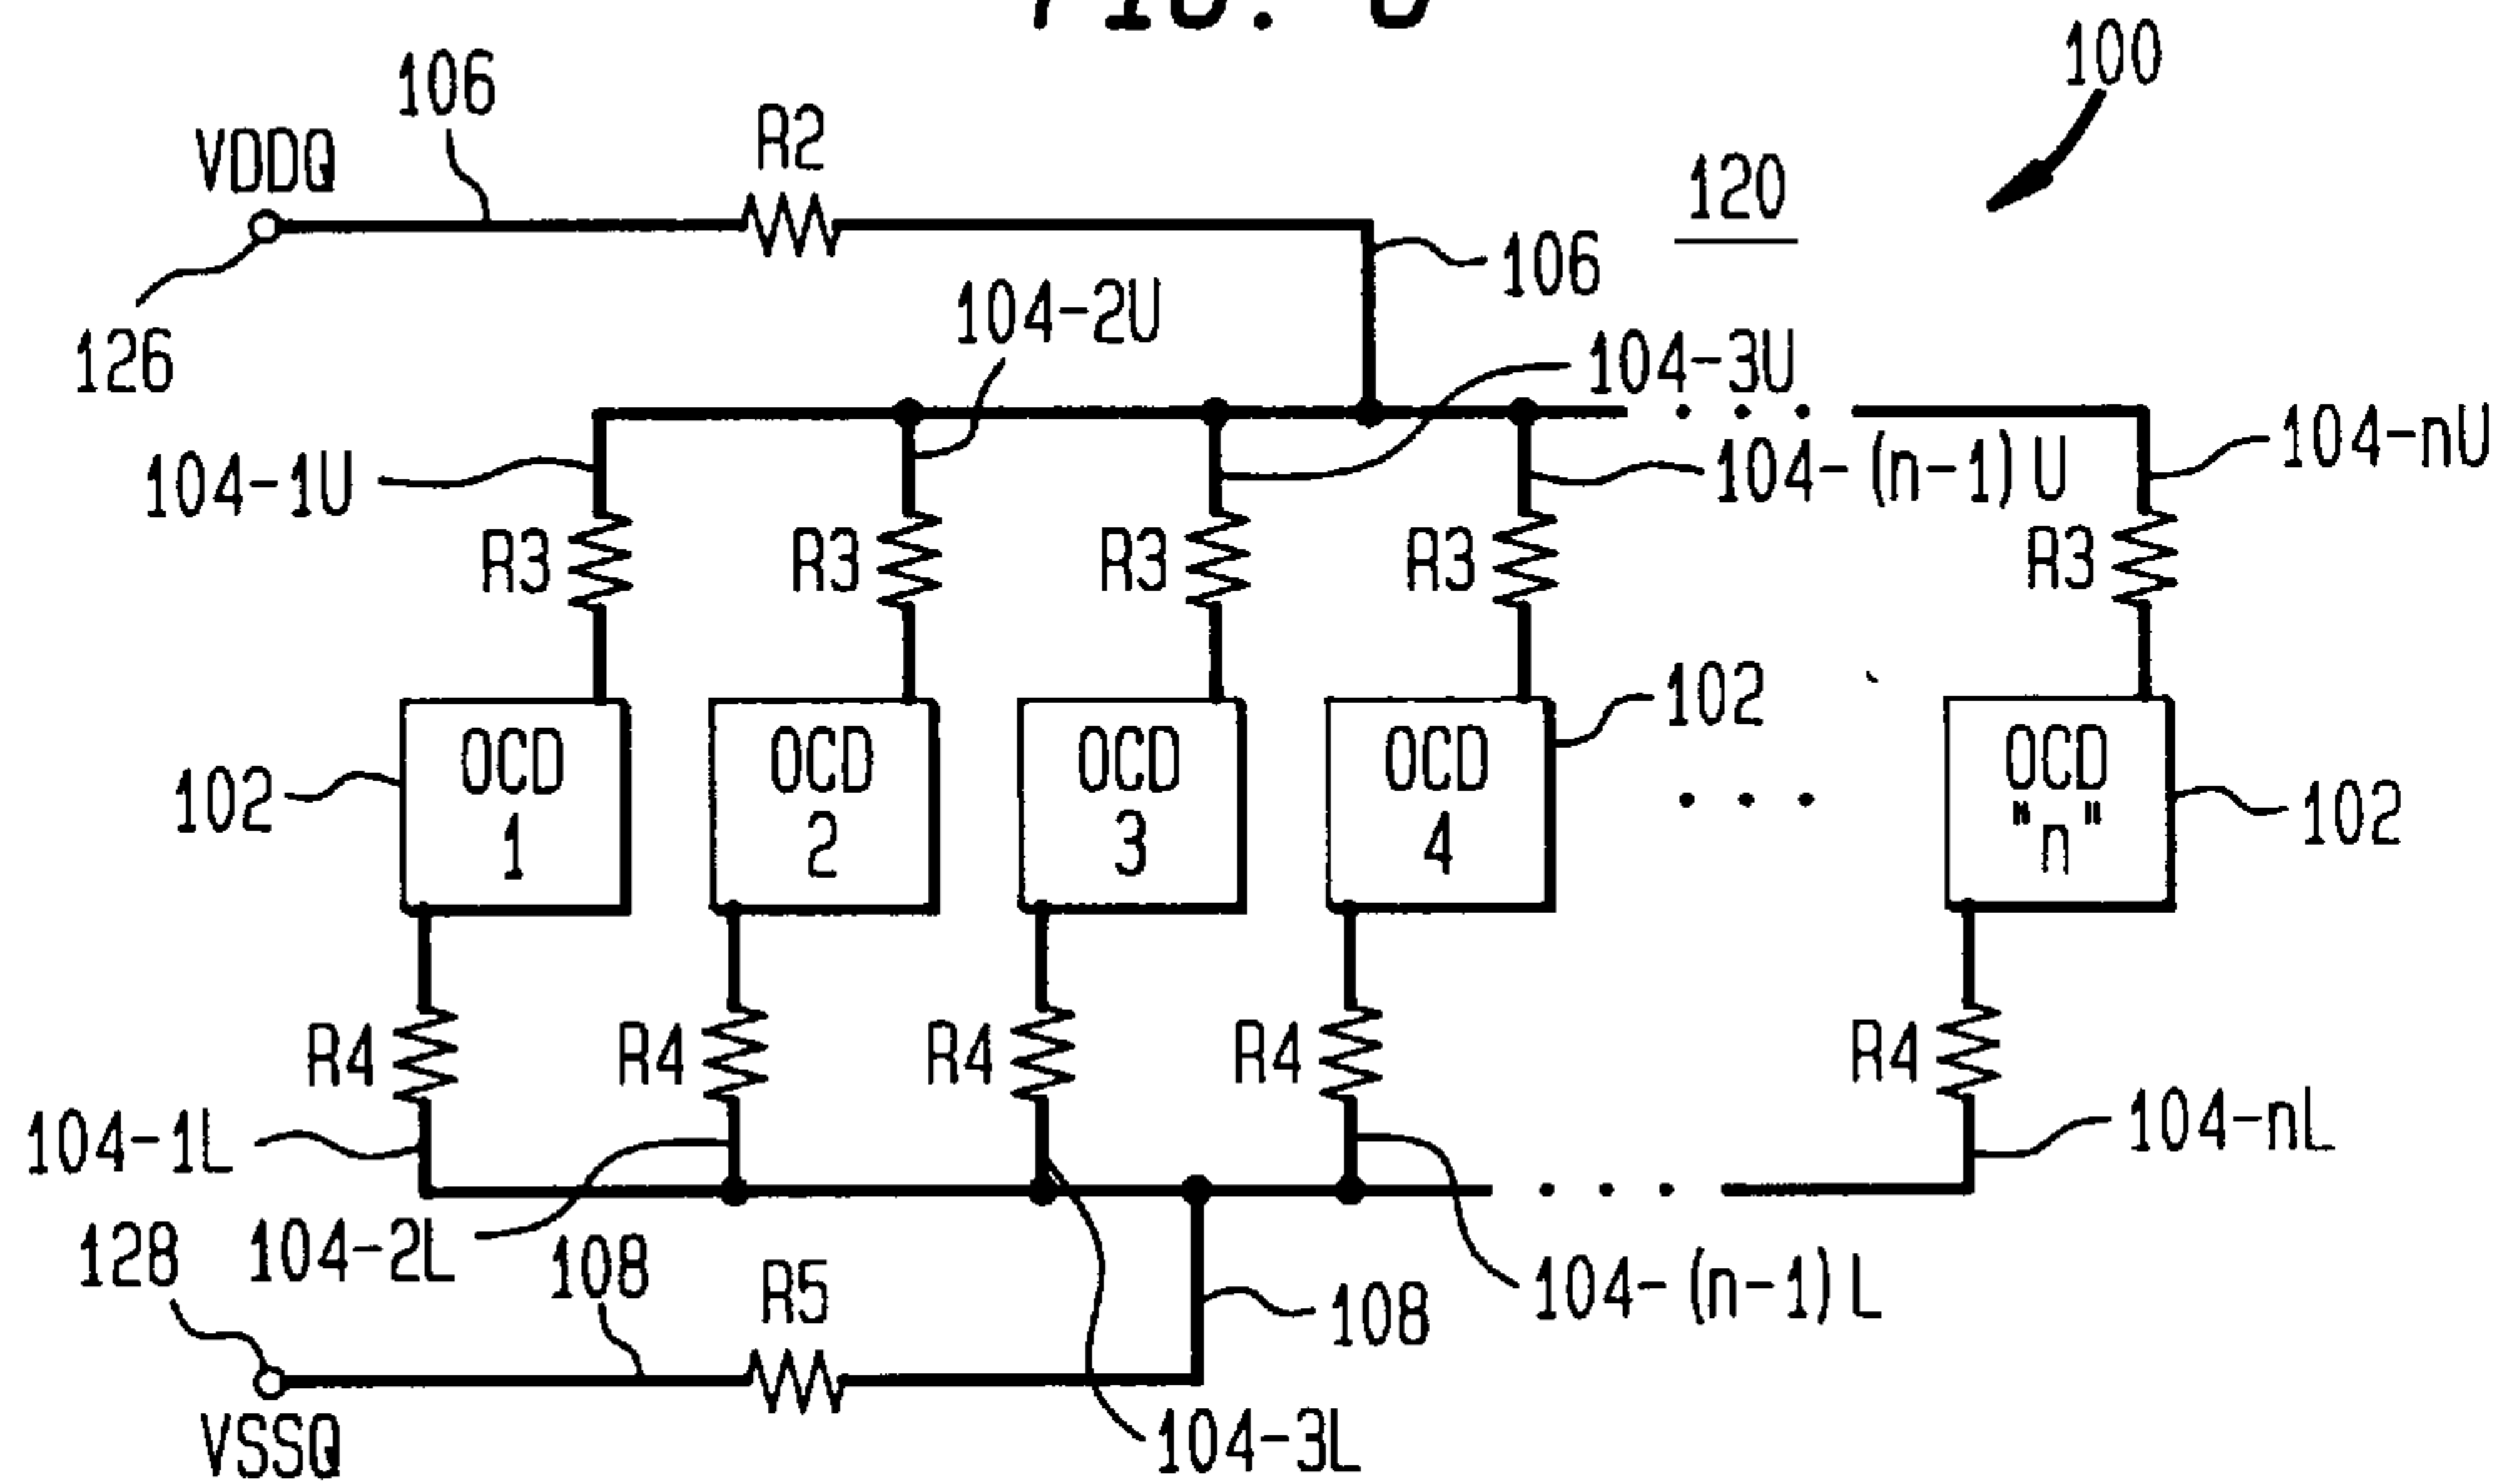 100
106
VDDQ
R2
120
106
126
104-2U
104-3U
104-1U
104-(n-1)U
104-nU
R3 R3 R3 R3 R3
102
OCD
1
OCD
2
OCD
3
OCD
4
OCD
"n"
102
102
R4 R4 R4 R4 R4
104-1L
104-nL
128
104-2L
108
R5
108
104-(n-1)L
104-3L
VSSQ